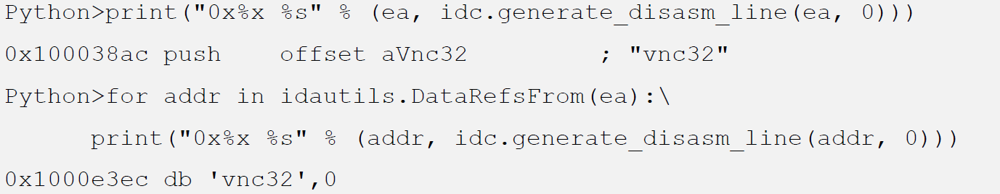 Python>print("0x%x %s" % (ea, idc.generate_disasm_line(ea, 0)))
0x100038ac push    offset aVnc32         ; "vnc32"
Python>for addr in idautils.DataRefsFrom(ea):\
      print("0x%x %s" % (addr, idc.generate_disasm_line(addr, 0)))
0x1000e3ec db 'vnc32',0